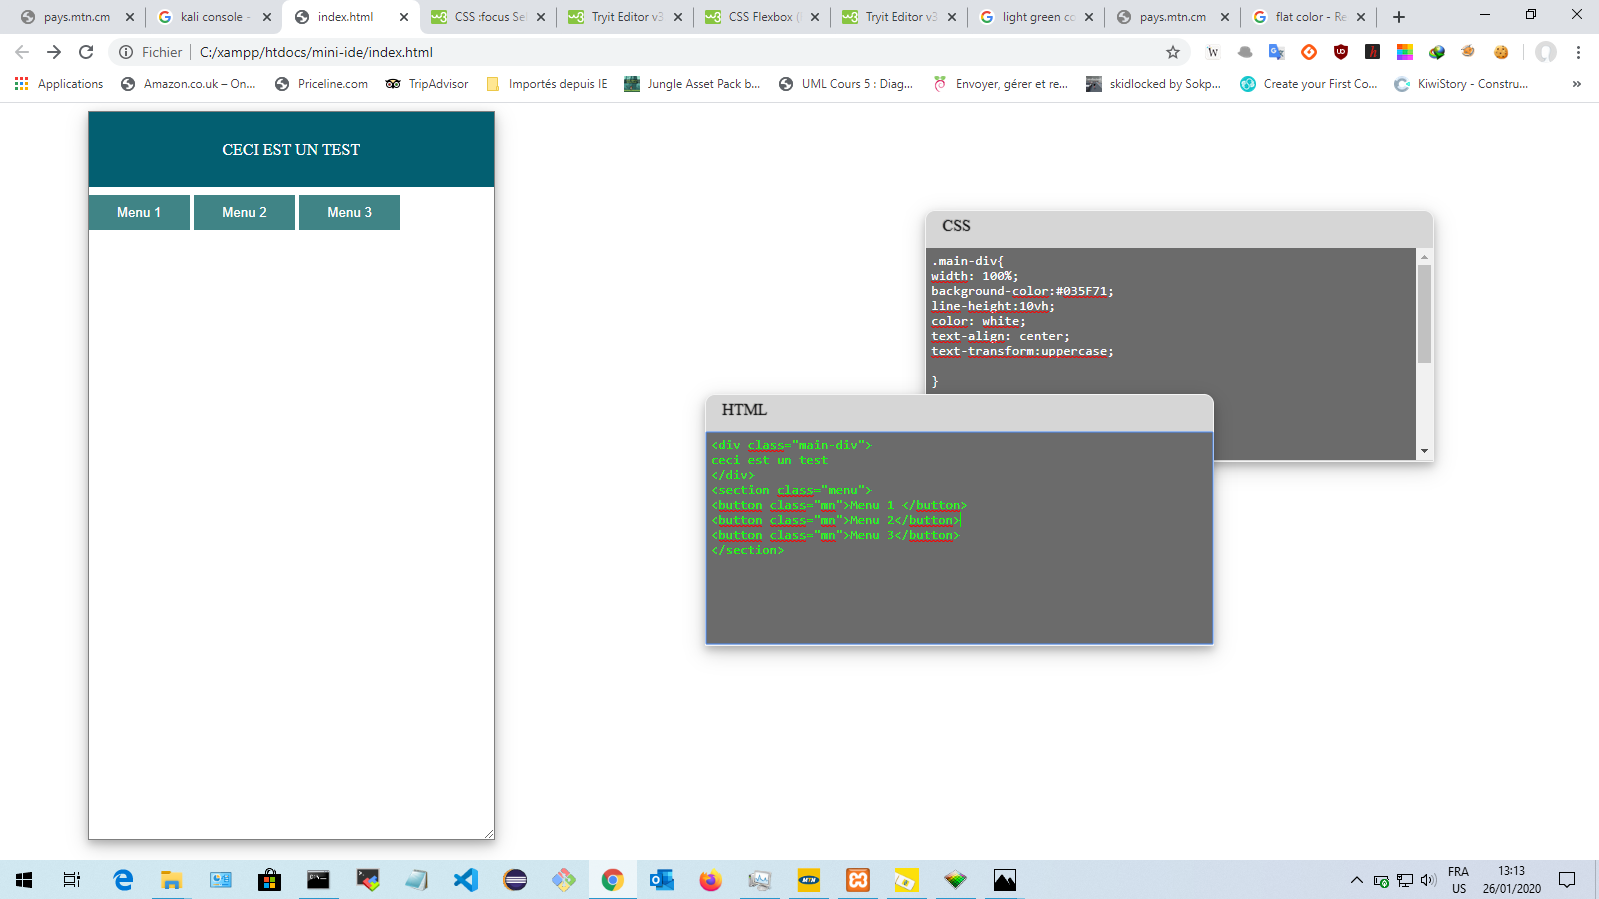 pays.mtn.cm
kali console -
index.html
CSS :focus Se
Tryit Editor v3
CSS Flexbox (
Tryit Editor v3
light green co
pays.mtn.cm
flat color - Re
Fichier
C:/xampp/htdocs/mini-ide/index.html
Applications
Amazon.co.uk – On...
Priceline.com
TripAdvisor
Importés depuis IE
Jungle Asset Pack b...
UML Cours 5 : Diag...
Envoyer, gérer et re...
skidlocked by Sokp...
Create your First Co...
KiwiStory - Constru...
»
CECI EST UN TEST
Menu 1
Menu 2
Menu 3
CSS
.main-div{
width: 100%;
background-color:#035F71;
line-height:10vh;
color: white;
text-align: center;
text-transform:uppercase;
}
HTML
<div class="main-div">
ceci est un test
</div>
<section class="menu">
<button class="mn">Menu 1 </button>
<button class="mn">Menu 2</button>
<button class="mn">Menu 3</button>
</section>
FRA
US
13:13
26/01/2020